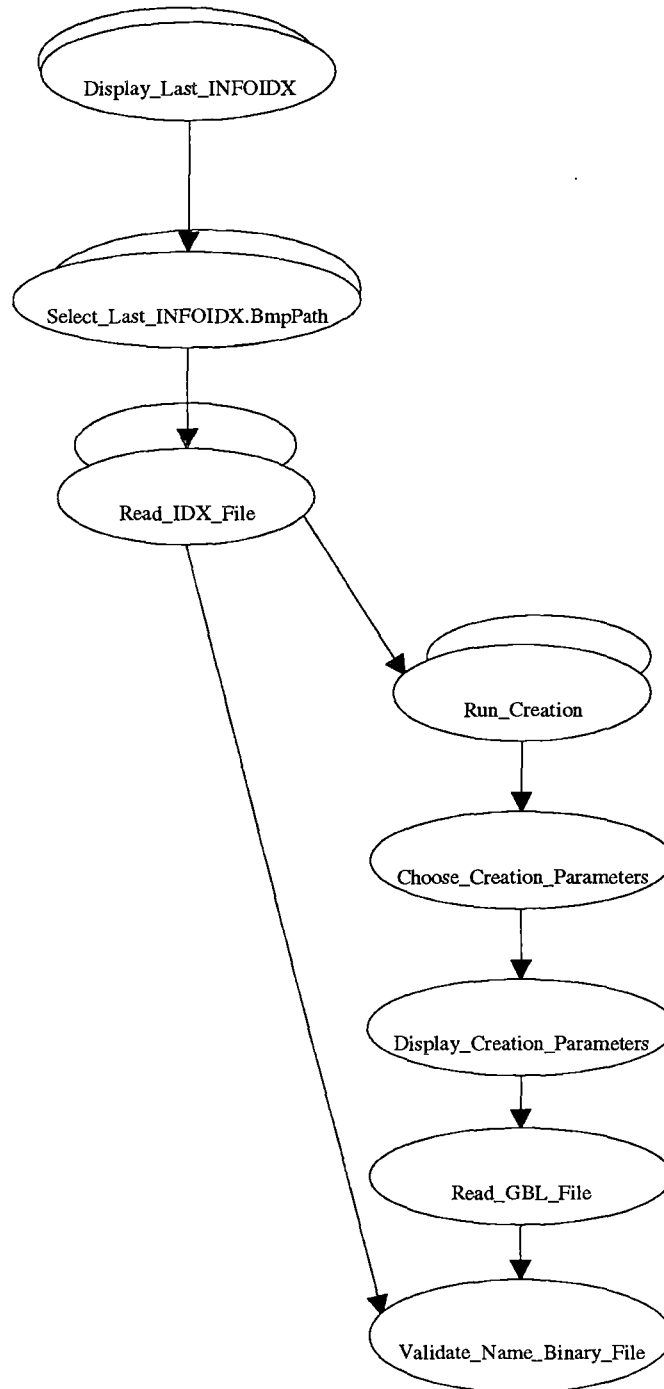 Display_Last_INFOIDX
Select_Last_INFOIDX.BmpPath
Read_IDX_File
Run_Creation
Choose_Creation_Parameters
Display_Creation_Parameters
Read_GBL_File
Validate_Name_Binary_File